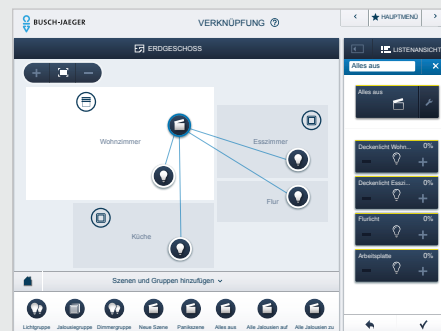 BUSCH-JAEGER
VERKNÜPFUNG ?
HAUPTMENÜ
ERDGESCHOSS
LISTENANSICHT
Alles aus
Alles aus
Wohnzimmer
Esszimmer
Flur
Küche
Deckenlicht Wohn... 0%
Deckenlicht Esszi... 0%
Flurlicht 0%
Arbeitsplatte 0%
Szenen und Gruppen hinzufügen
Lichtgruppe Jalousiegruppe Dimmergruppe Neue Szene Panikszene Alles aus Alle Jalousien auf Alle Jalousien zu